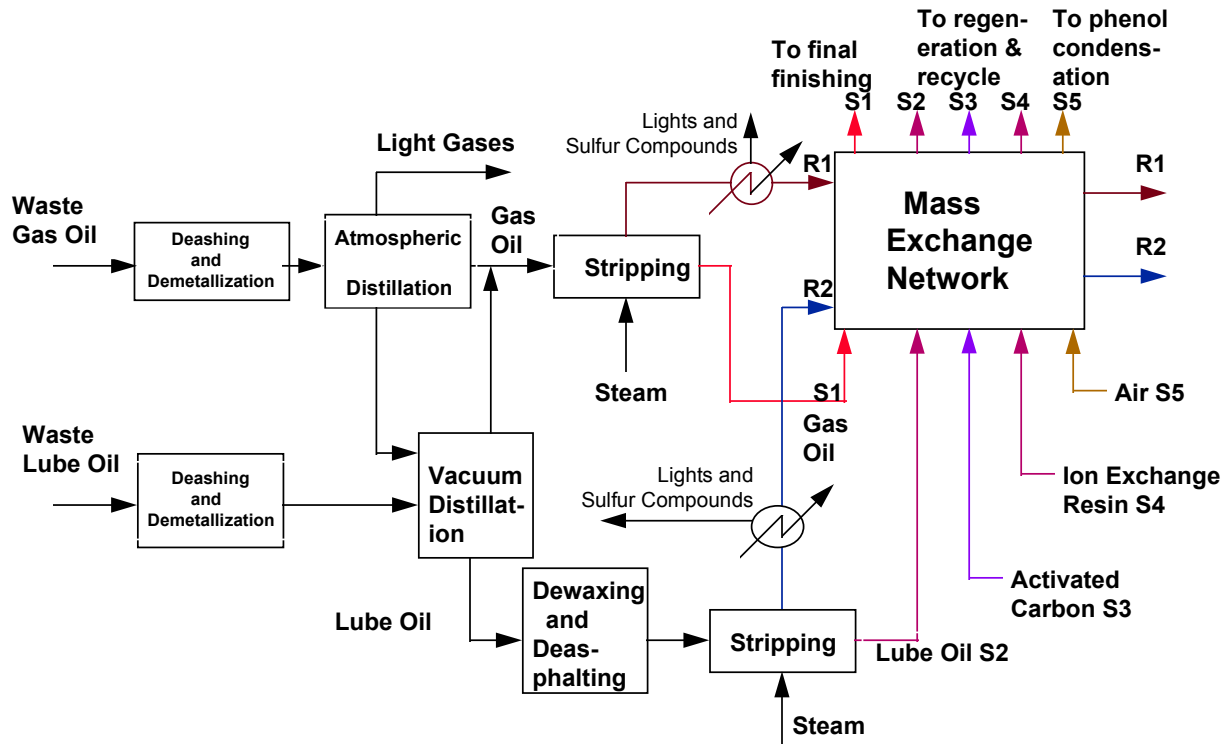 To final
finishing
To regen-
eration &
recycle
To phenol
condens-
ation
S1
S2
S3
S4
S5
Lights and
Sulfur Compounds
Light Gases
R1
R1
Waste
Gas Oil
Deashing
and
Demetallization
Atmospheric
Distillation
Gas
Oil
Stripping
Mass
Exchange
Network
R2
R2
Steam
S1
Gas
Oil
Air S5
Waste
Lube Oil
Deashing
and
Demetallization
Vacuum
Distillat-
ion
Lights and
Sulfur Compounds
Ion Exchange
Resin S4
Lube Oil
Dewaxing
and
Deas-
phalting
Stripping
Lube Oil S2
Activated
Carbon S3
Steam